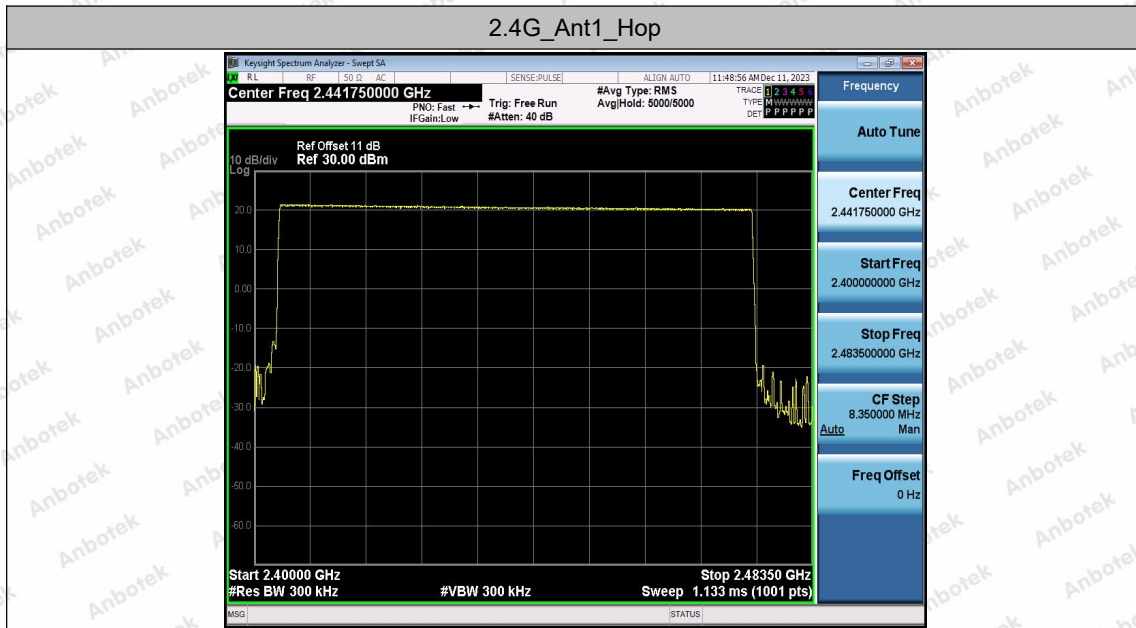 2.4G_Ant1_Hop
Keysight Spectrum Analyzer - Swept SA
LXI RL RF 50 Ω AC SENSE:PULSE ALIGN AUTO 11:48:56 AM Dec 11, 2023
Center Freq 2.441750000 GHz
#Avg Type: RMS
TRACE 1 2 3 4 5 6
PNO: Fast
Trig: Free Run
Avg|Hold: 5000/5000
TYPE M W W W W W
IFGain:Low
#Atten: 40 dB
DET P P P P P P
Ref Offset 11 dB
10 dB/div
Ref 30.00 dBm
Log
20.0
10.0
0.00
-10.0
-20.0
-30.0
-40.0
-50.0
-60.0
Start 2.40000 GHz
Stop 2.48350 GHz
#Res BW 300 kHz
#VBW 300 kHz
Sweep 1.133 ms (1001 pts)
MSG
STATUS
Frequency
Auto Tune
Center Freq
2.441750000 GHz
Start Freq
2.400000000 GHz
Stop Freq
2.483500000 GHz
CF Step
8.350000 MHz
Auto Man
Freq Offset
0 Hz
Anbotek